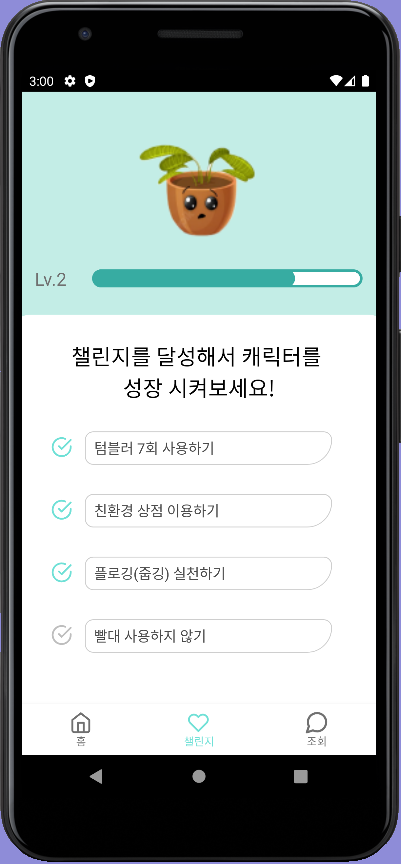 3:00
Lv.2
챌린지를 달성해서 캐릭터를
성장 시켜보세요!
텀블러 7회 사용하기
친환경 상점 이용하기
플로깅(줍깅) 실천하기
빨대 사용하지 않기
홈 챌린지 조회